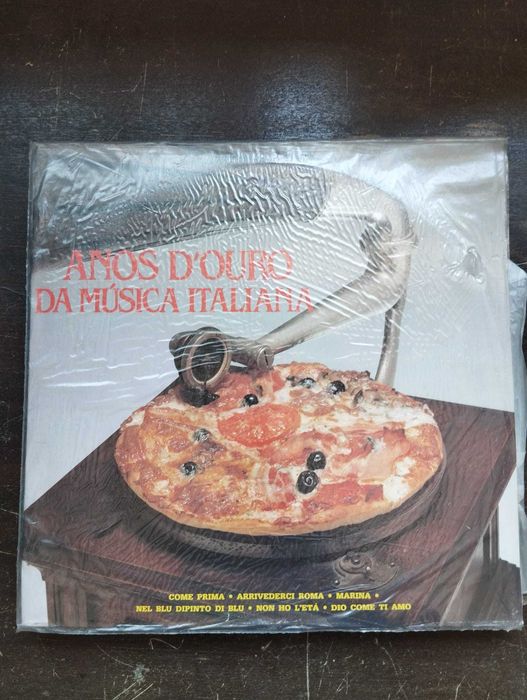 ANOS D'OURO
DA MÚSICA ITALIANA
COME PRIMA • ARRIVEDERCI ROMA • MARINA •
NEL BLU DIPINTO DI BLU • NON HO L'ETÁ • DIO COME TI AMO